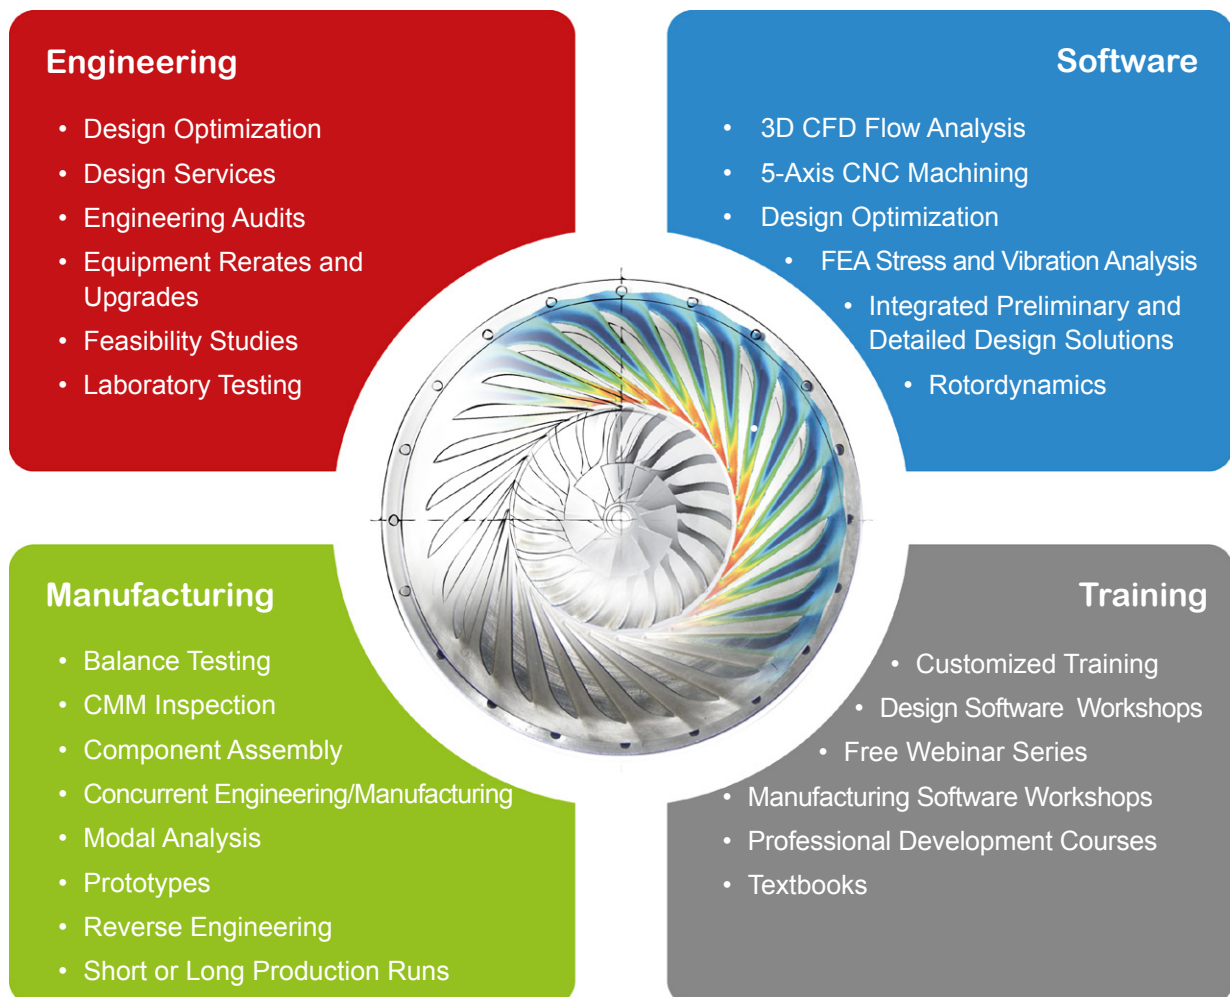 Engineering
• Design Optimization
• Design Services
• Engineering Audits
• Equipment Rerates and
Upgrades
• Feasibility Studies
• Laboratory Testing
Software
• 3D CFD Flow Analysis
• 5-Axis CNC Machining
• Design Optimization
• FEA Stress and Vibration Analysis
• Integrated Preliminary and
Detailed Design Solutions
• Rotordynamics
Manufacturing
• Balance Testing
• CMM Inspection
• Component Assembly
• Concurrent Engineering/Manufacturing
• Modal Analysis
• Prototypes
• Reverse Engineering
• Short or Long Production Runs
Training
• Customized Training
• Design Software Workshops
• Free Webinar Series
• Manufacturing Software Workshops
• Professional Development Courses
• Textbooks